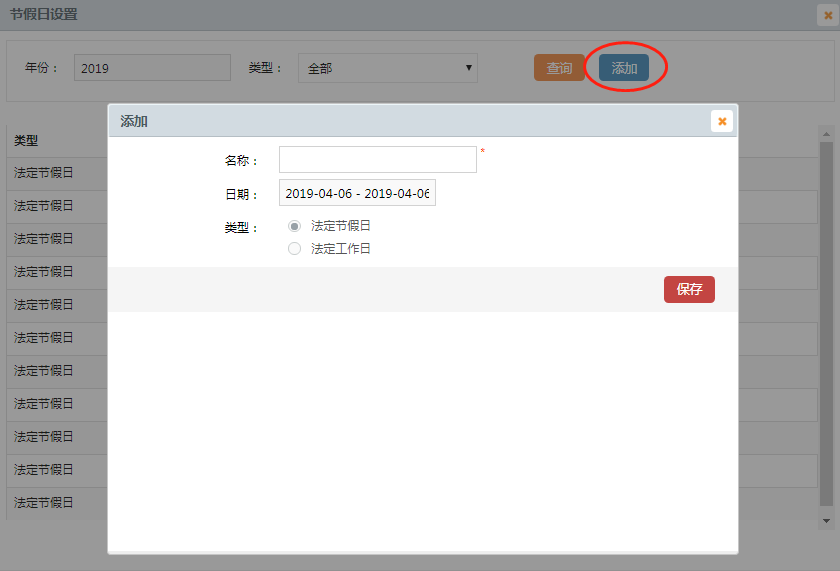 节假日设置
年份： 2019 类型： 全部 查询 添加
添加
名称： *
日期： 2019-04-06 - 2019-04-06
类型： 法定节假日
法定工作日
保存
类型
法定节假日
法定节假日
法定节假日
法定节假日
法定节假日
法定节假日
法定节假日
法定节假日
法定节假日
法定节假日
法定节假日